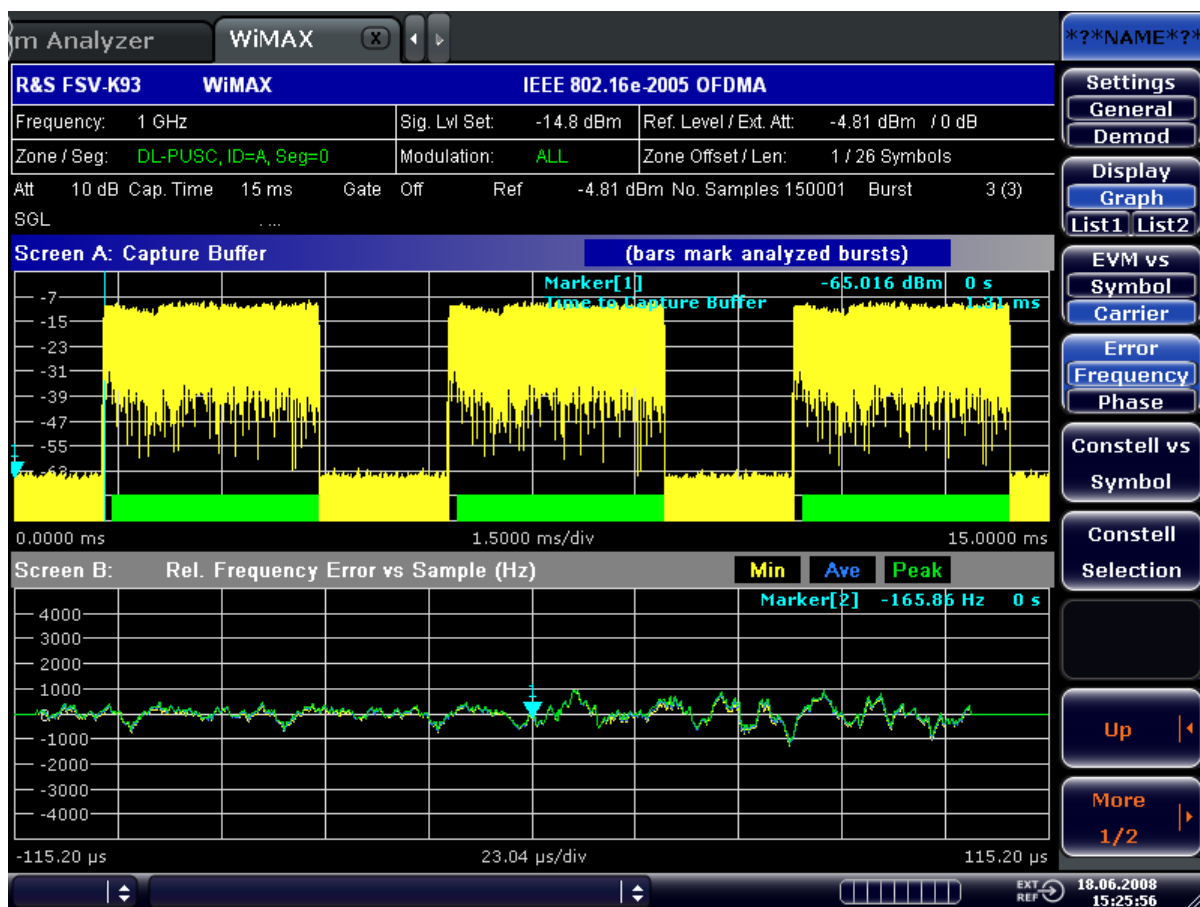 m Analyzer WiMAX X
*?*NAME*?*
R&S FSV-K93 WiMAX IEEE 802.16e-2005 OFDMA
Frequency: 1 GHz Sig. Lvl Set: -14.8 dBm Ref. Level / Ext. Att: -4.81 dBm / 0 dB
Zone / Seg: DL-PUSC, ID=A, Seg=0 Modulation: ALL Zone Offset / Len: 1 / 26 Symbols
Att 10 dB Cap. Time 15 ms Gate Off Ref -4.81 dBm No. Samples 150001 Burst 3 (3)
SGL . ...
Screen A: Capture Buffer (bars mark analyzed bursts)
Marker[1] -65.016 dBm 0 s
Time to Capture Buffer 1.31 ms
-7
-15
-23
-31
-39
-47
-55
-63
1
0.0000 ms 1.5000 ms/div 15.0000 ms
Screen B: Rel. Frequency Error vs Sample (Hz) Min Ave Peak
Marker[2] -165.86 Hz 0 s
4000
3000
2000
1000
0
-1000
-2000
-3000
-4000
1
-115.20 µs 23.04 µs/div 115.20 µs
Settings
General
Demod
Display
Graph
List1 List2
EVM vs
Symbol
Carrier
Error
Frequency
Phase
Constell vs
Symbol
Constell
Selection
Up
More
1/2
EXT
REF
18.06.2008
15:25:56